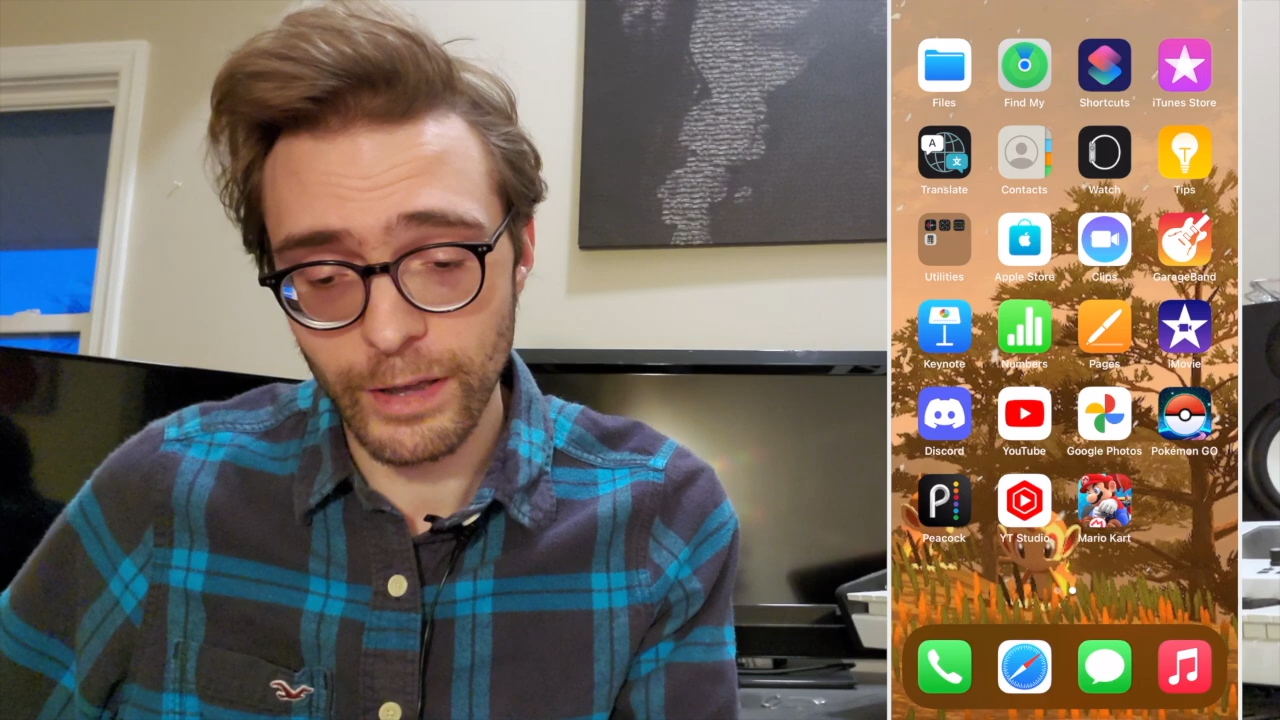 Files Find My Shortcuts iTunes Store
A 文
Translate Contacts Watch Tips
Utilities Apple Store Clips GarageBand
Keynote Numbers Pages iMovie
Discord YouTube Google Photos Pokémon GO
P
Peacock YT Studio Mario Kart